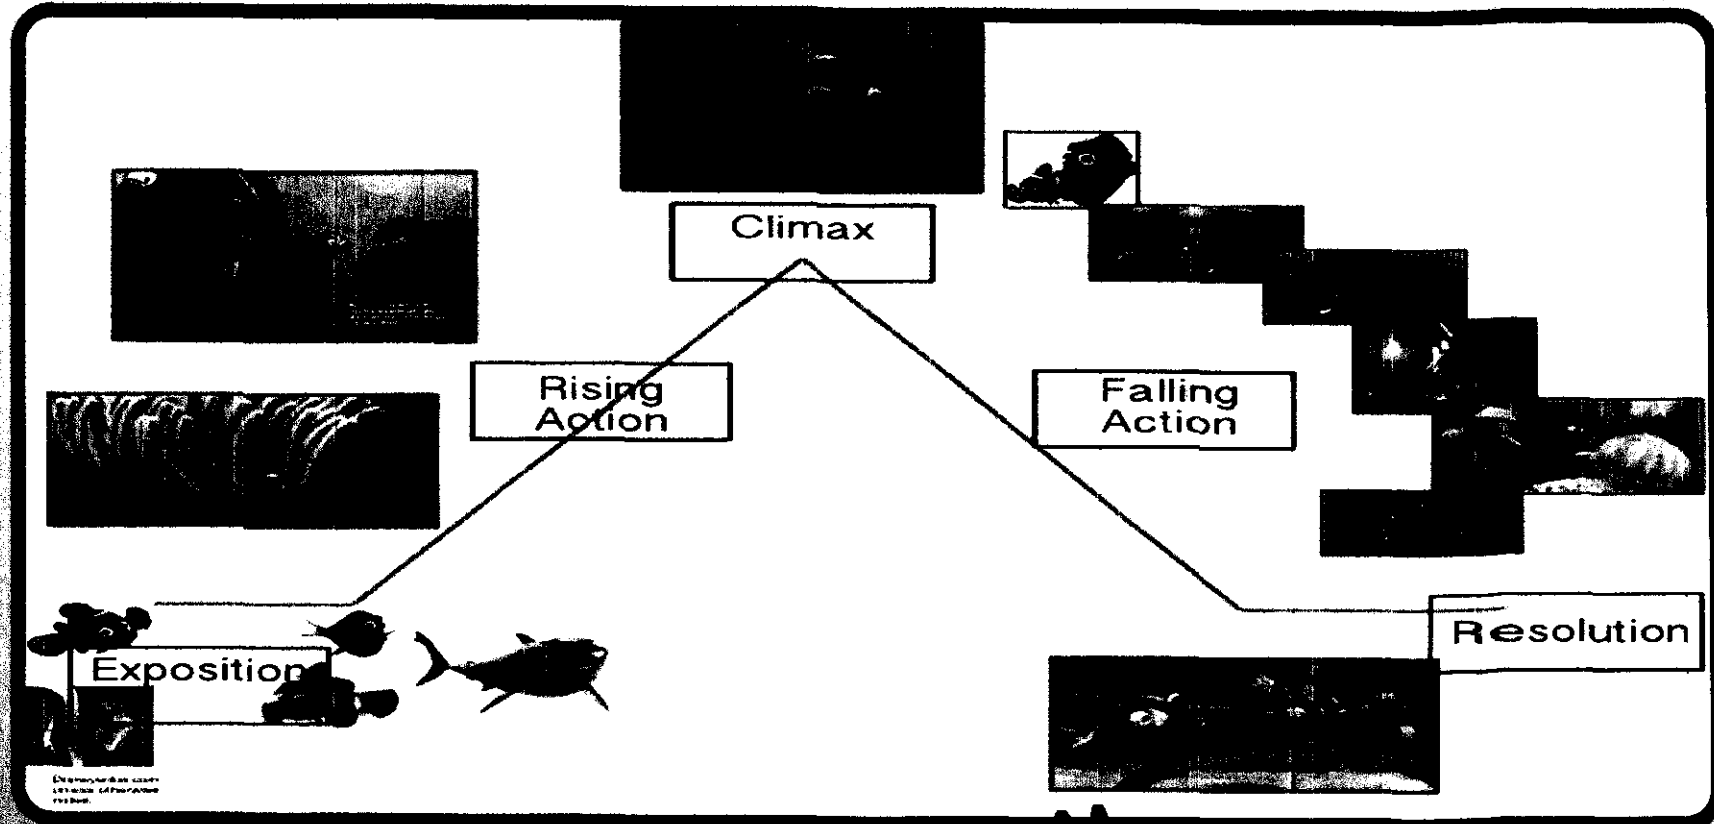 Climax
Rising
Action
Falling
Action
Exposition
Resolution